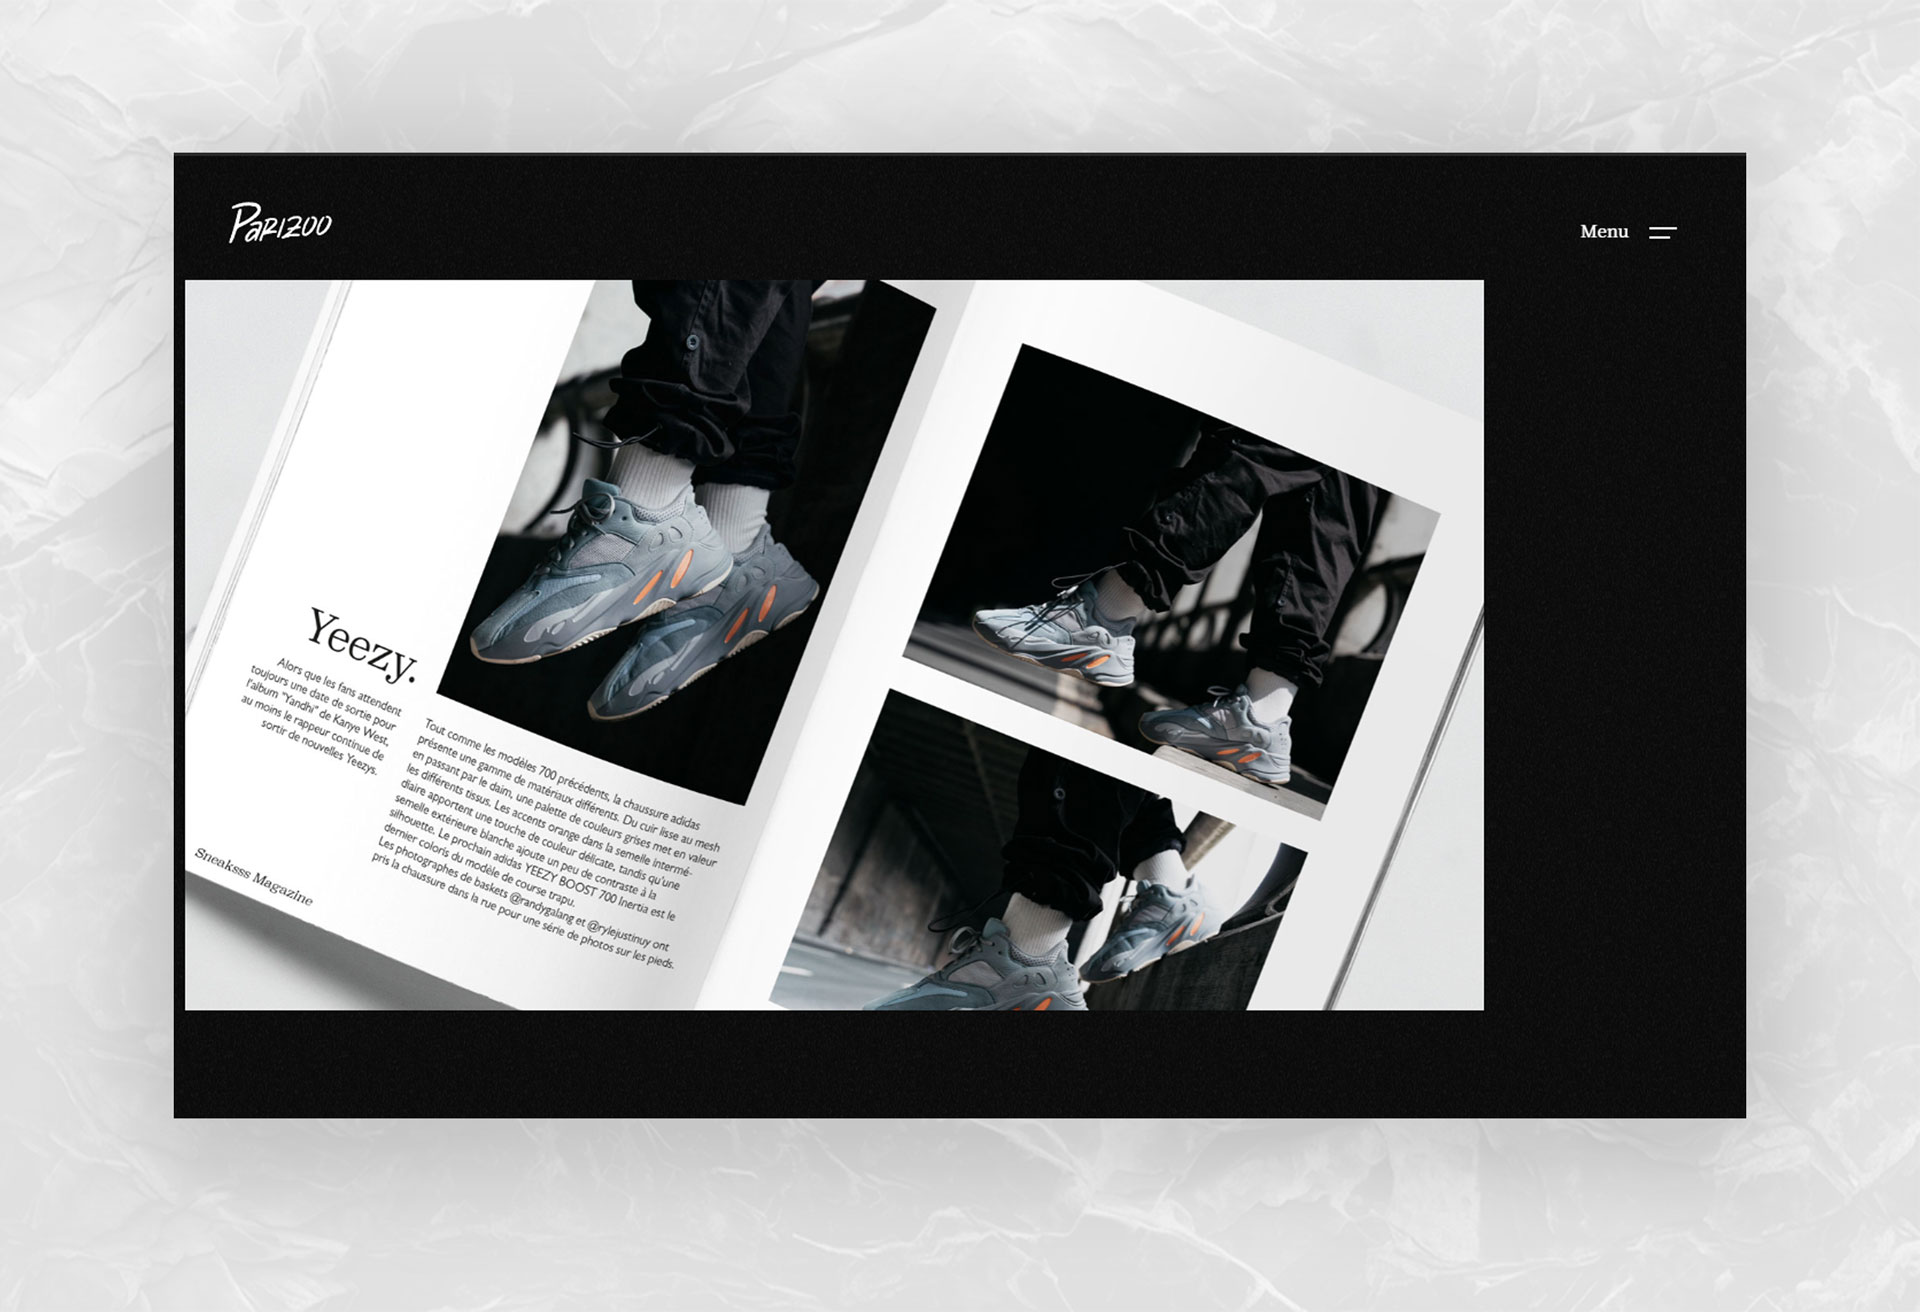 Parizoo
Menu
Yeezy.
Alors que les fans attendent
toujours une date de sortie pour
l'album "Yandhi" de Kanye West,
au moins le rappeur continue de
sortir de nouvelles Yeezys.
Tout comme les modèles 700 précédents, la chaussure adidas
présente une gamme de matériaux différents. Du cuir lisse au mesh
en passant par le daim, une palette de couleurs grises met en valeur
les différents tissus. Les accents orange dans la semelle intermé-
diaire apportent une touche de couleur délicate, tandis qu'une
semelle extérieure blanche ajoute un peu de contraste à la
silhouette. Le prochain adidas YEEZY BOOST 700 Inertia est le
dernier coloris du modèle de course trapu.
Les photographes de baskets @randygalang et @rylejustinuy ont
pris la chaussure dans la rue pour une série de photos sur les pieds.
Sneaksss Magazine